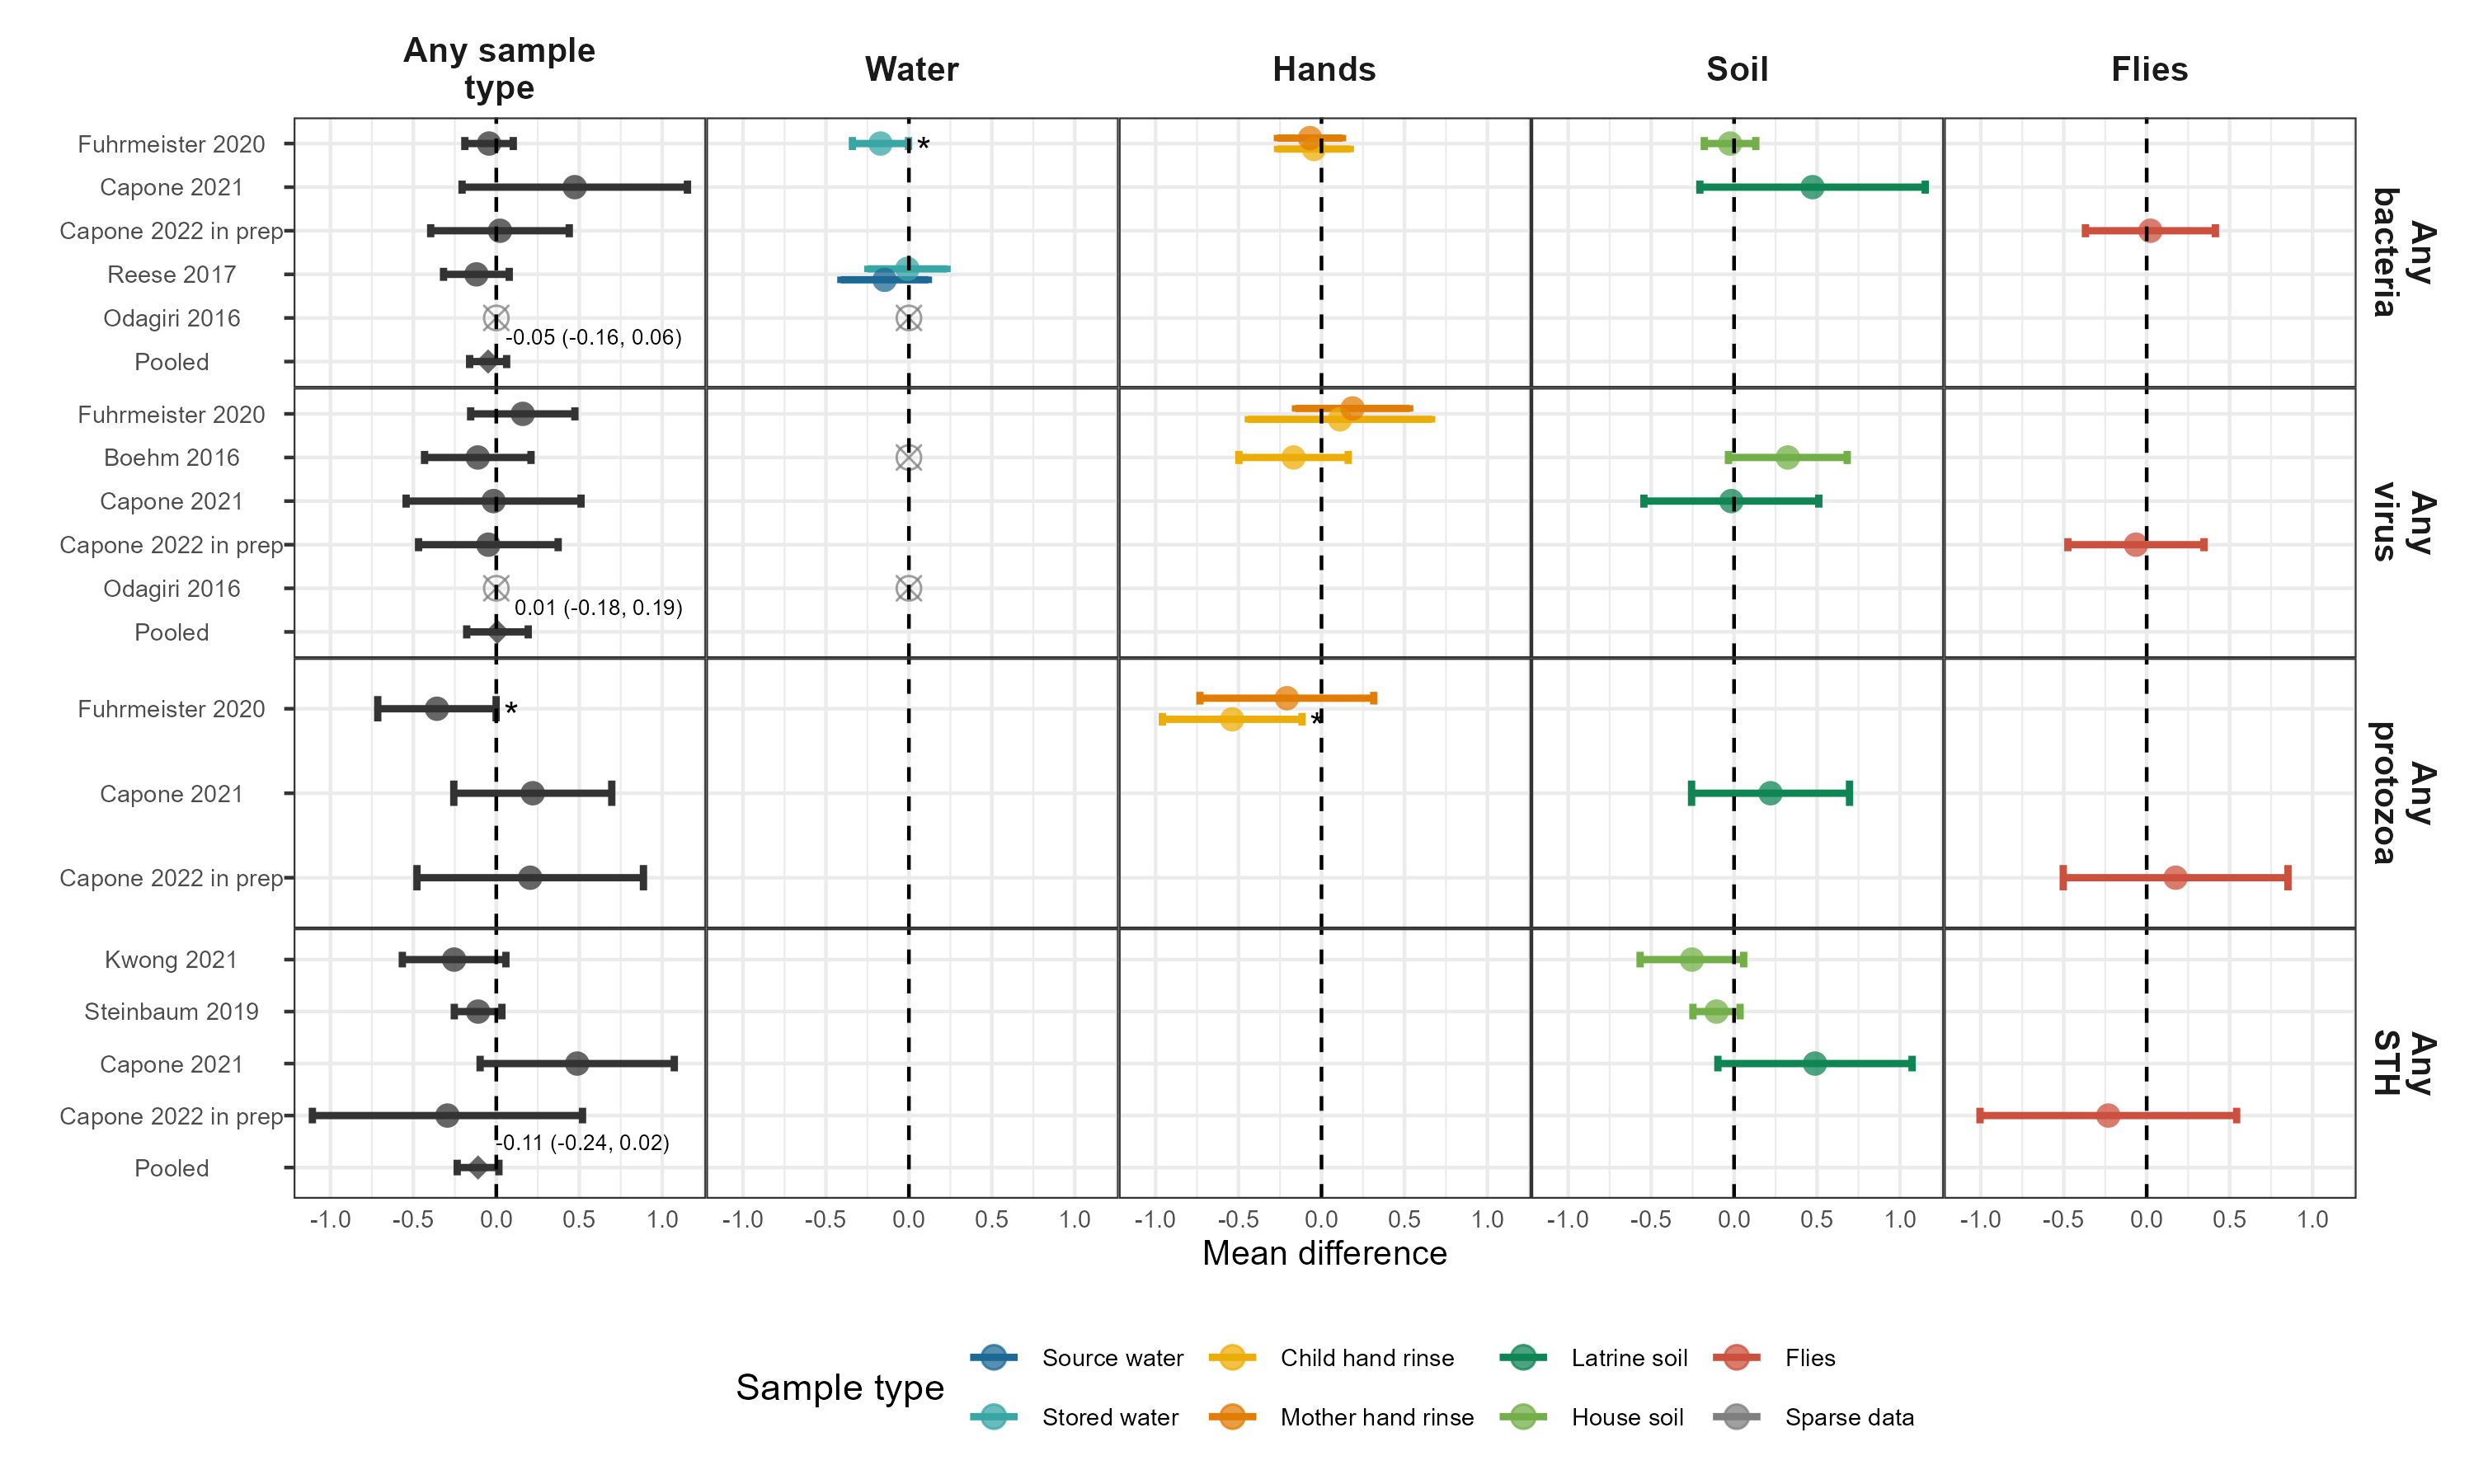 Any sample
type
Water
Hands
Soil
Flies
Fuhrmeister 2020
*
Capone 2021
Capone 2022 in prep
Reese 2017
Odagiri 2016
-0.05 (-0.16, 0.06)
Pooled
Any
bacteria
Fuhrmeister 2020
Boehm 2016
Capone 2021
Capone 2022 in prep
Odagiri 2016
0.01 (-0.18, 0.19)
Pooled
Any
virus
Fuhrmeister 2020
*
*
Capone 2021
Capone 2022 in prep
Any
protozoa
Kwong 2021
Steinbaum 2019
Capone 2021
Capone 2022 in prep
-0.11 (-0.24, 0.02)
Pooled
Any
STH
-1.0 -0.5 0.0 0.5 1.0
-1.0 -0.5 0.0 0.5 1.0
-1.0 -0.5 0.0 0.5 1.0
-1.0 -0.5 0.0 0.5 1.0
-1.0 -0.5 0.0 0.5 1.0
Mean difference
Sample type
Source water
Child hand rinse
Latrine soil
Flies
Stored water
Mother hand rinse
House soil
Sparse data